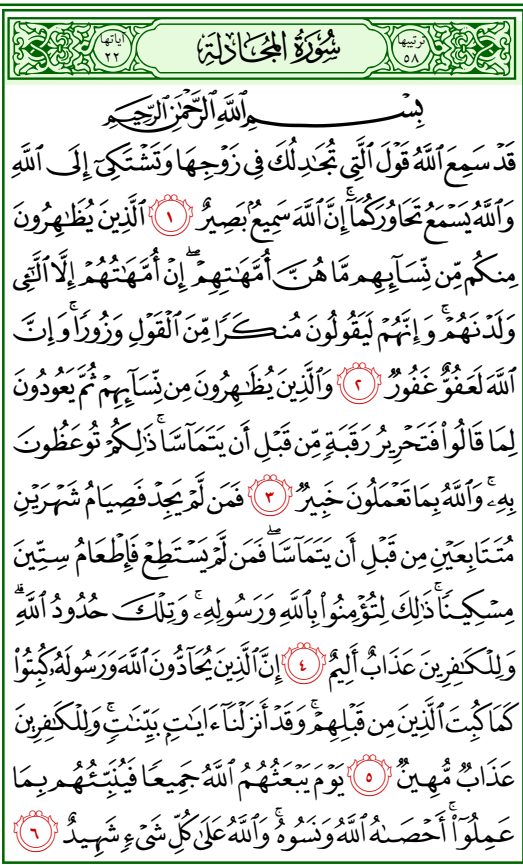 ترتيبها ٥٨ سُورَةُ المُجَادلَةِ آياتها ٢٢
بِسْمِ ٱللَّهِ ٱلرَّحْمَٰنِ ٱلرَّحِيمِ
قَدْ سَمِعَ ٱللَّهُ قَوْلَ ٱلَّتِى تُجَٰدِلُكَ فِى زَوْجِهَا وَتَشْتَكِىٓ إِلَى ٱللَّهِ
وَٱللَّهُ يَسْمَعُ تَحَاوُرَكُمَآ ۚ إِنَّ ٱللَّهَ سَمِيعٌۢ بَصِيرٌ ١ ٱلَّذِينَ يُظَٰهِرُونَ
مِنكُم مِّن نِّسَآئِهِم مَّا هُنَّ أُمَّهَٰتِهِمْ ۖ إِنْ أُمَّهَٰتُهُمْ إِلَّا ٱلَّٰٓـِٔى
وَلَدْنَهُمْ ۚ وَإِنَّهُمْ لَيَقُولُونَ مُنكَرًا مِّنَ ٱلْقَوْلِ وَزُورًا ۚ وَإِنَّ
ٱللَّهَ لَعَفُوٌّ غَفُورٌ ٢ وَٱلَّذِينَ يُظَٰهِرُونَ مِن نِّسَآئِهِمْ ثُمَّ يَعُودُونَ
لِمَا قَالُوا۟ فَتَحْرِيرُ رَقَبَةٍ مِّن قَبْلِ أَن يَتَمَآسَّا ۚ ذَٰلِكُمْ تُوعَظُونَ
بِهِۦ ۚ وَٱللَّهُ بِمَا تَعْمَلُونَ خَبِيرٌ ٣ فَمَن لَّمْ يَجِدْ فَصِيَامُ شَهْرَيْنِ
مُتَتَابِعَيْنِ مِن قَبْلِ أَن يَتَمَآسَّا ۖ فَمَن لَّمْ يَسْتَطِعْ فَإِطْعَامُ سِتِّينَ
مِسْكِينًا ۚ ذَٰلِكَ لِتُؤْمِنُوا۟ بِٱللَّهِ وَرَسُولِهِۦ ۚ وَتِلْكَ حُدُودُ ٱللَّهِ ۗ
وَلِلْكَٰفِرِينَ عَذَابٌ أَلِيمٌ ٤ إِنَّ ٱلَّذِينَ يُحَآدُّونَ ٱللَّهَ وَرَسُولَهُۥ كُبِتُوا۟
كَمَا كُبِتَ ٱلَّذِينَ مِن قَبْلِهِمْ ۚ وَقَدْ أَنزَلْنَآ ءَايَٰتٍۭ بَيِّنَٰتٍ ۚ وَلِلْكَٰفِرِينَ
عَذَابٌ مُّهِينٌ ٥ يَوْمَ يَبْعَثُهُمُ ٱللَّهُ جَمِيعًا فَيُنَبِّئُهُم بِمَا
عَمِلُوٓا۟ ۚ أَحْصَىٰهُ ٱللَّهُ وَنَسُوهُ ۚ وَٱللَّهُ عَلَىٰ كُلِّ شَىْءٍ شَهِيدٌ ٦